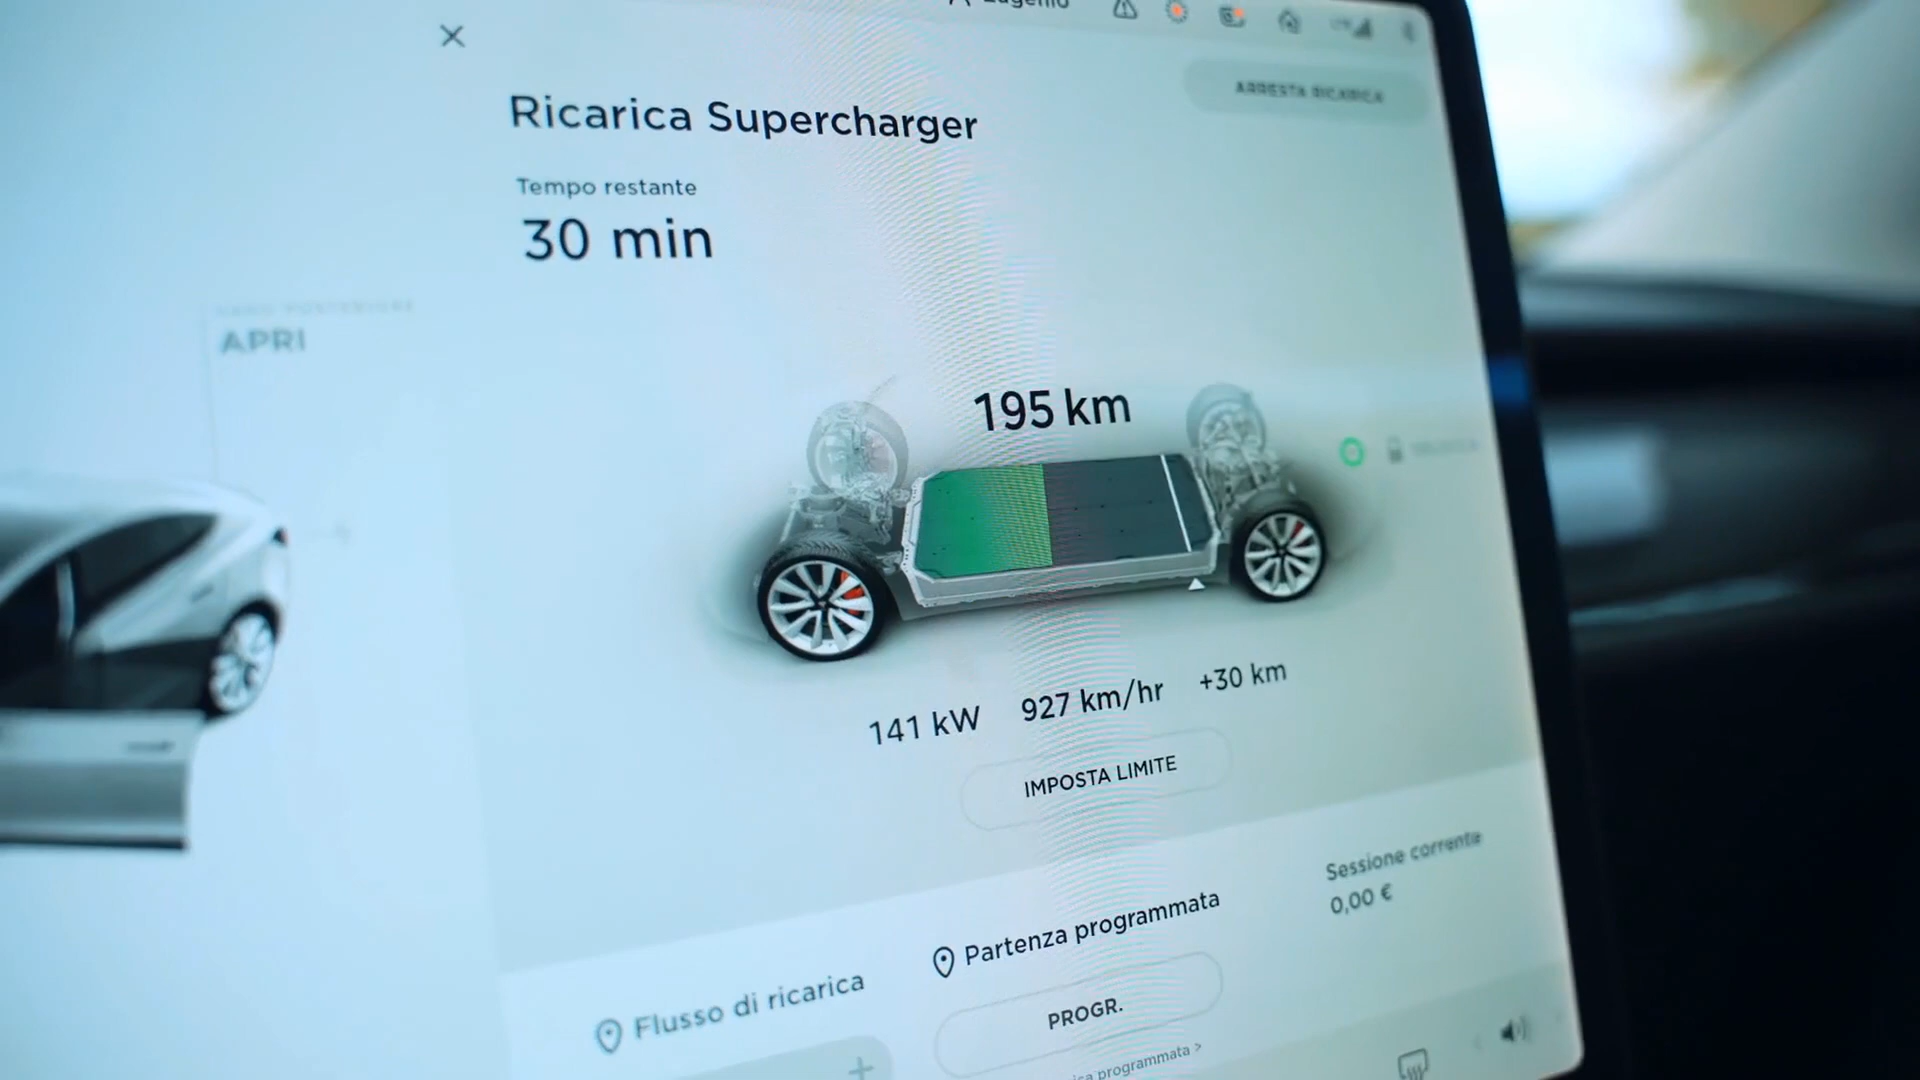 Ricarica Supercharger
ARRESTA RICARICA
Tempo restante
30 min
APRI
195 km
141 kW
927 km/hr
+30 km
IMPOSTA LIMITE
Sessione corrente
0,00 €
Partenza programmata
Flusso di ricarica
PROGR.
programmata >